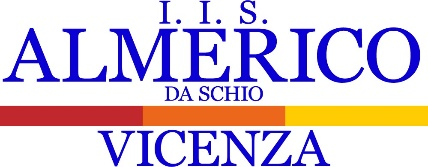 I. I. S.
ALMERICO
DA SCHIO
VICENZA